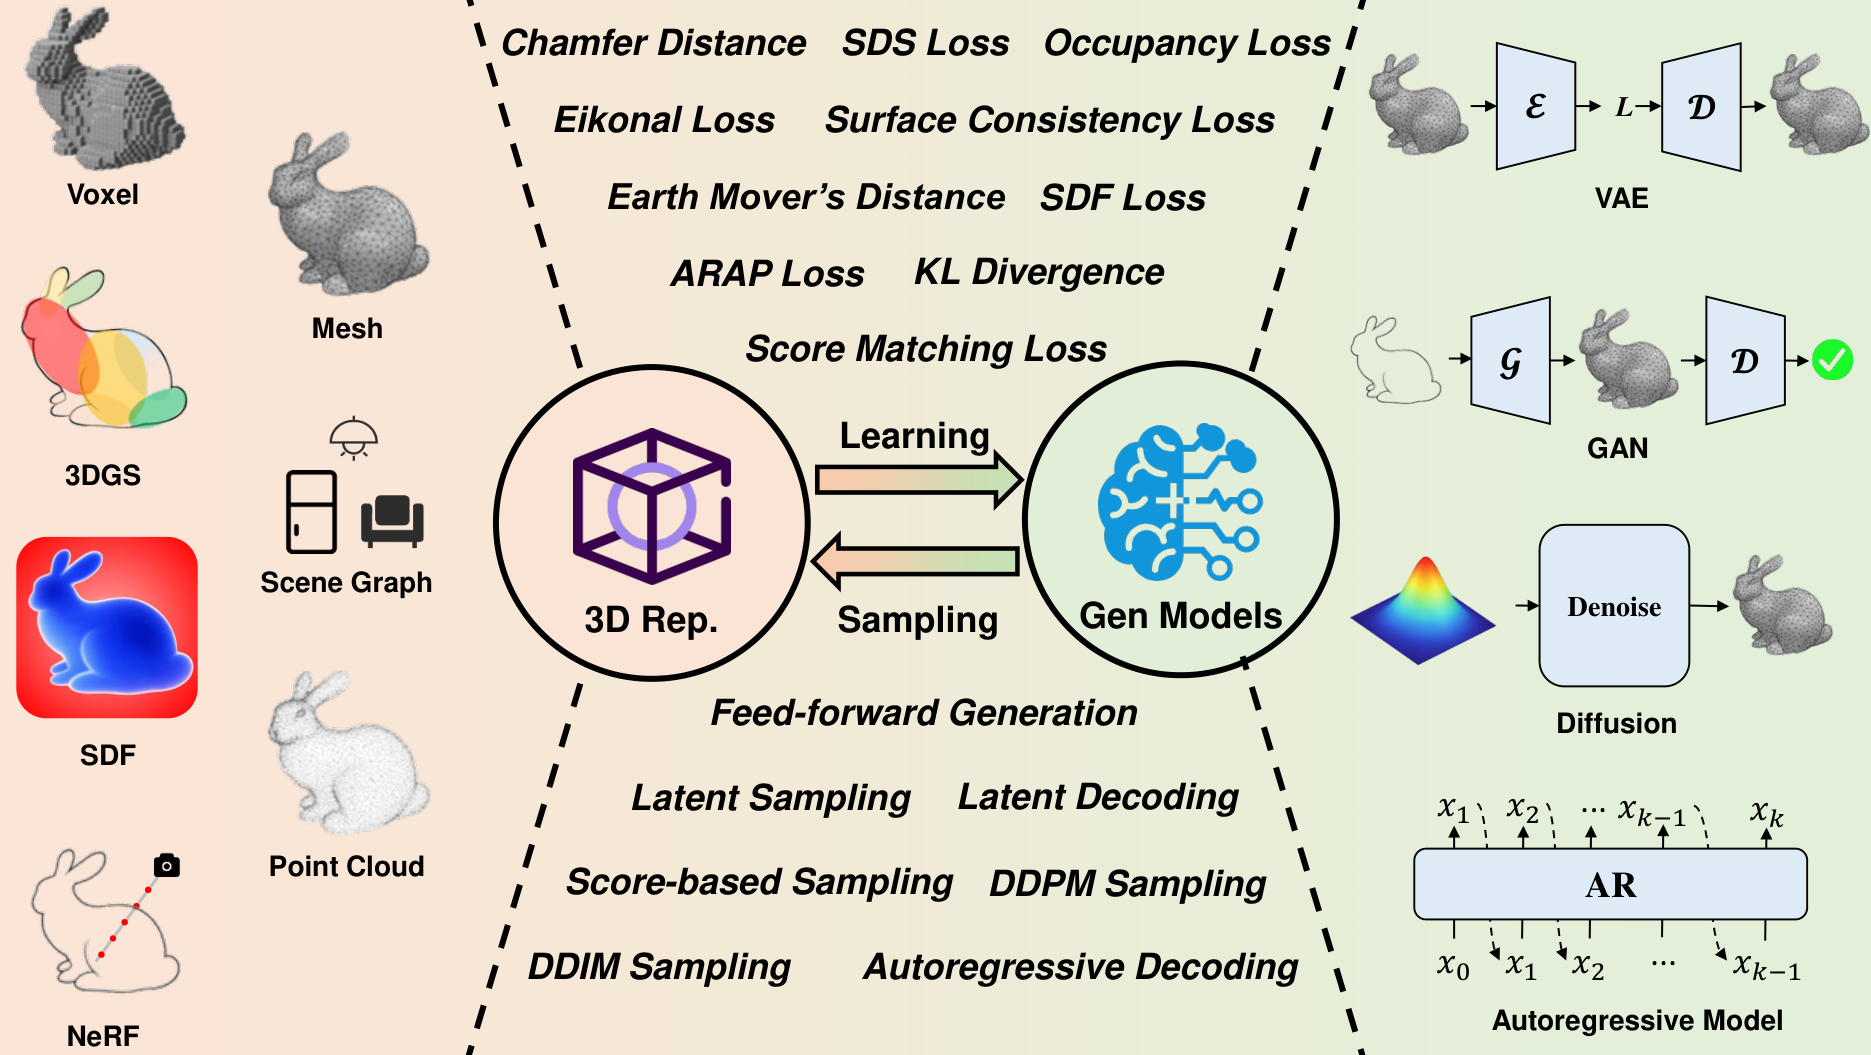 Voxel
Mesh
3DGS
Scene Graph
SDF
Point Cloud
NeRF
Chamfer Distance SDS Loss Occupancy Loss
Eikonal Loss Surface Consistency Loss
Earth Mover's Distance SDF Loss
ARAP Loss KL Divergence
Score Matching Loss
Learning
3D Rep.
Sampling
Gen Models
Feed-forward Generation
Latent Sampling Latent Decoding
Score-based Sampling DDPM Sampling
DDIM Sampling Autoregressive Decoding
ℰ L 𝒟
VAE
𝒢 𝒟
GAN
Denoise
Diffusion
x₁ x₂ ... xₖ₋₁ xₖ
AR
x₀ x₁ x₂ ... xₖ₋₁
Autoregressive Model